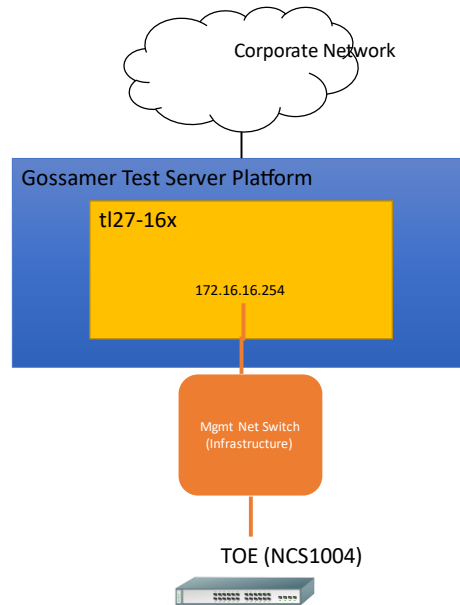 Corporate Network
Gossamer Test Server Platform
tl27-16x
172.16.16.254
Mgmt Net Switch
(Infrastructure)
TOE (NCS1004)